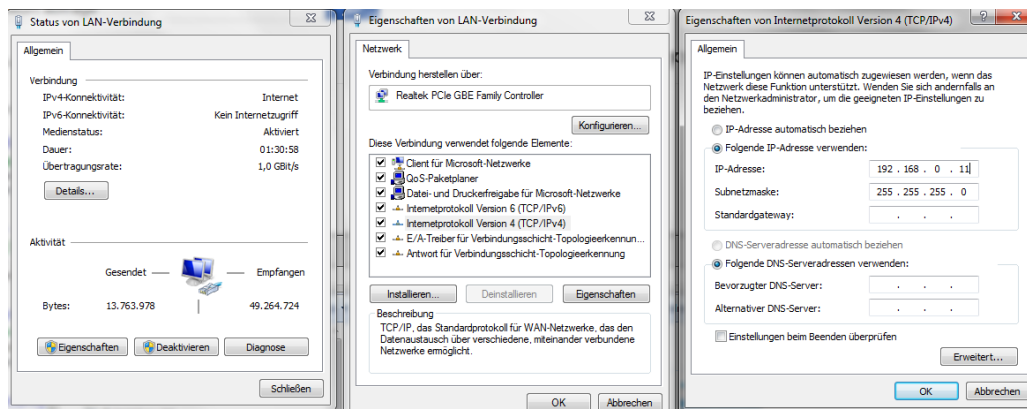 Status von LAN-Verbindung
Allgemein
Verbindung
IPv4-Konnektivität: Internet
IPv6-Konnektivität: Kein Internetzugriff
Medienstatus: Aktiviert
Dauer: 01:30:58
Übertragungsrate: 1,0 GBit/s
Details...
Aktivität
Gesendet — — Empfangen
Bytes: 13.763.978 | 49.264.724
Eigenschaften Deaktivieren Diagnose
Schließen
Eigenschaften von LAN-Verbindung
Netzwerk
Verbindung herstellen über:
Realtek PCIe GBE Family Controller
Konfigurieren...
Diese Verbindung verwendet folgende Elemente:
Client für Microsoft-Netzwerke
QoS-Paketplaner
Datei- und Druckerfreigabe für Microsoft-Netzwerke
Internetprotokoll Version 6 (TCP/IPv6)
Internetprotokoll Version 4 (TCP/IPv4)
E/A-Treiber für Verbindungsschicht-Topologieerkennun...
Antwort für Verbindungsschicht-Topologieerkennung
Installieren... Deinstallieren Eigenschaften
Beschreibung
TCP/IP, das Standardprotokoll für WAN-Netzwerke, das den
Datenaustausch über verschiedene, miteinander verbundene
Netzwerke ermöglicht.
OK Abbrechen
Eigenschaften von Internetprotokoll Version 4 (TCP/IPv4)
Allgemein
IP-Einstellungen können automatisch zugewiesen werden, wenn das
Netzwerk diese Funktion unterstützt. Wenden Sie sich andernfalls an
den Netzwerkadministrator, um die geeigneten IP-Einstellungen zu
beziehen.
IP-Adresse automatisch beziehen
Folgende IP-Adresse verwenden:
IP-Adresse: 192 . 168 . 0 . 11
Subnetzmaske: 255 . 255 . 255 . 0
Standardgateway: . . .
DNS-Serveradresse automatisch beziehen
Folgende DNS-Serveradressen verwenden:
Bevorzugter DNS-Server: . . .
Alternativer DNS-Server: . . .
Einstellungen beim Beenden überprüfen
Erweitert...
OK Abbrechen